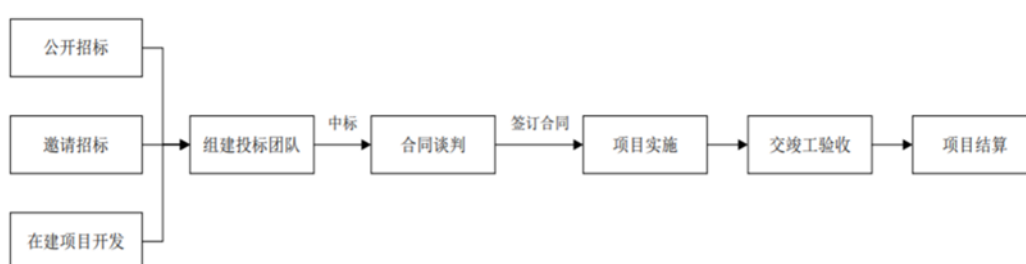 公开招标
邀请招标
在建项目开发
组建投标团队
中标
合同谈判
签订合同
项目实施
交竣工验收
项目结算